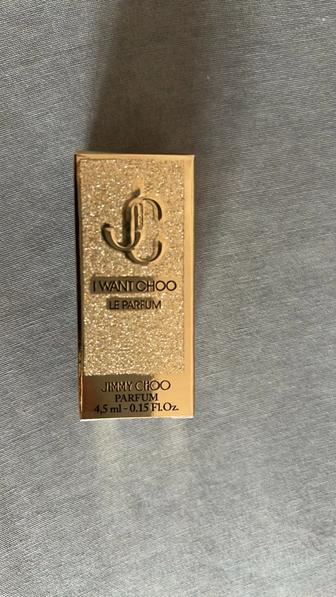 JC
I WANT CHOO
LE PARFUM
JIMMY CHOO
PARFUM
4,5 ml - 0.15 Fl.Oz.